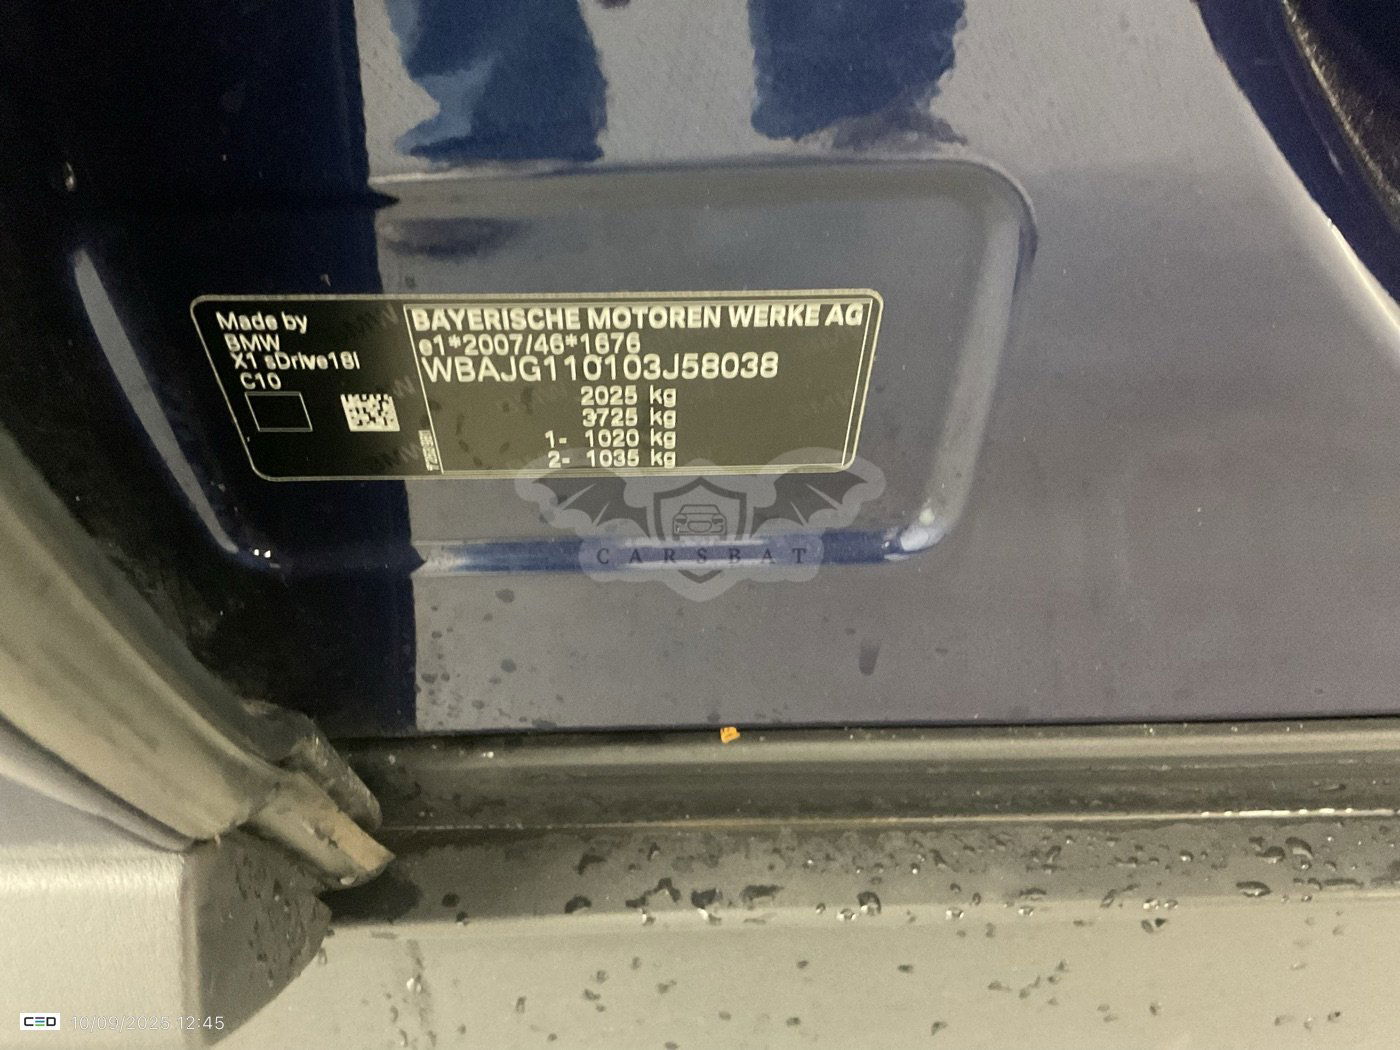 Made by
BMW
X1 sDrive18i
C10
BAYERISCHE MOTOREN WERKE AG
e1*2007/46*1676
WBAJG110103J58038
2025 kg
3725 kg
1- 1020 kg
2- 1035 kg
CARSBAT
CED 10/09/2025 12:45